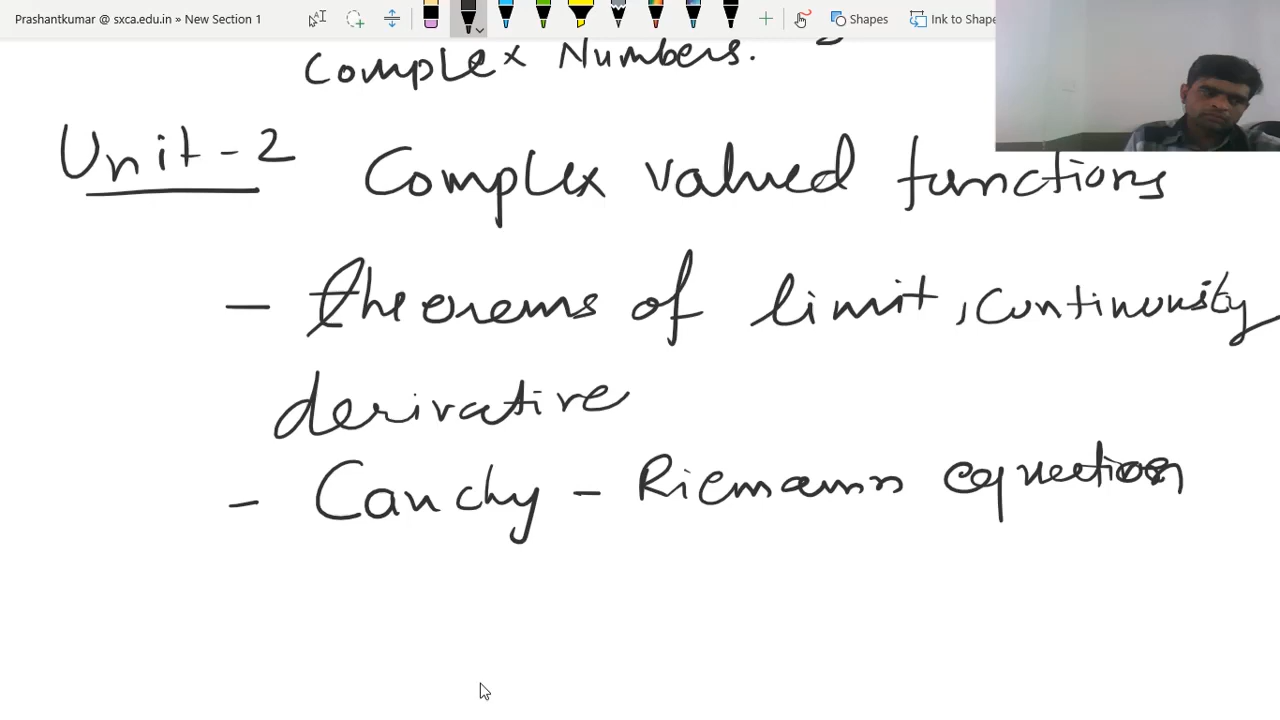 Prashantkumar @ sxca.edu.in » New Section 1
Shapes
Ink to Shape
Complex Numbers.
Unit-2 Complex valued functions
- theorems of limit, continuousity
derivative
- Cauchy - Riemann equation